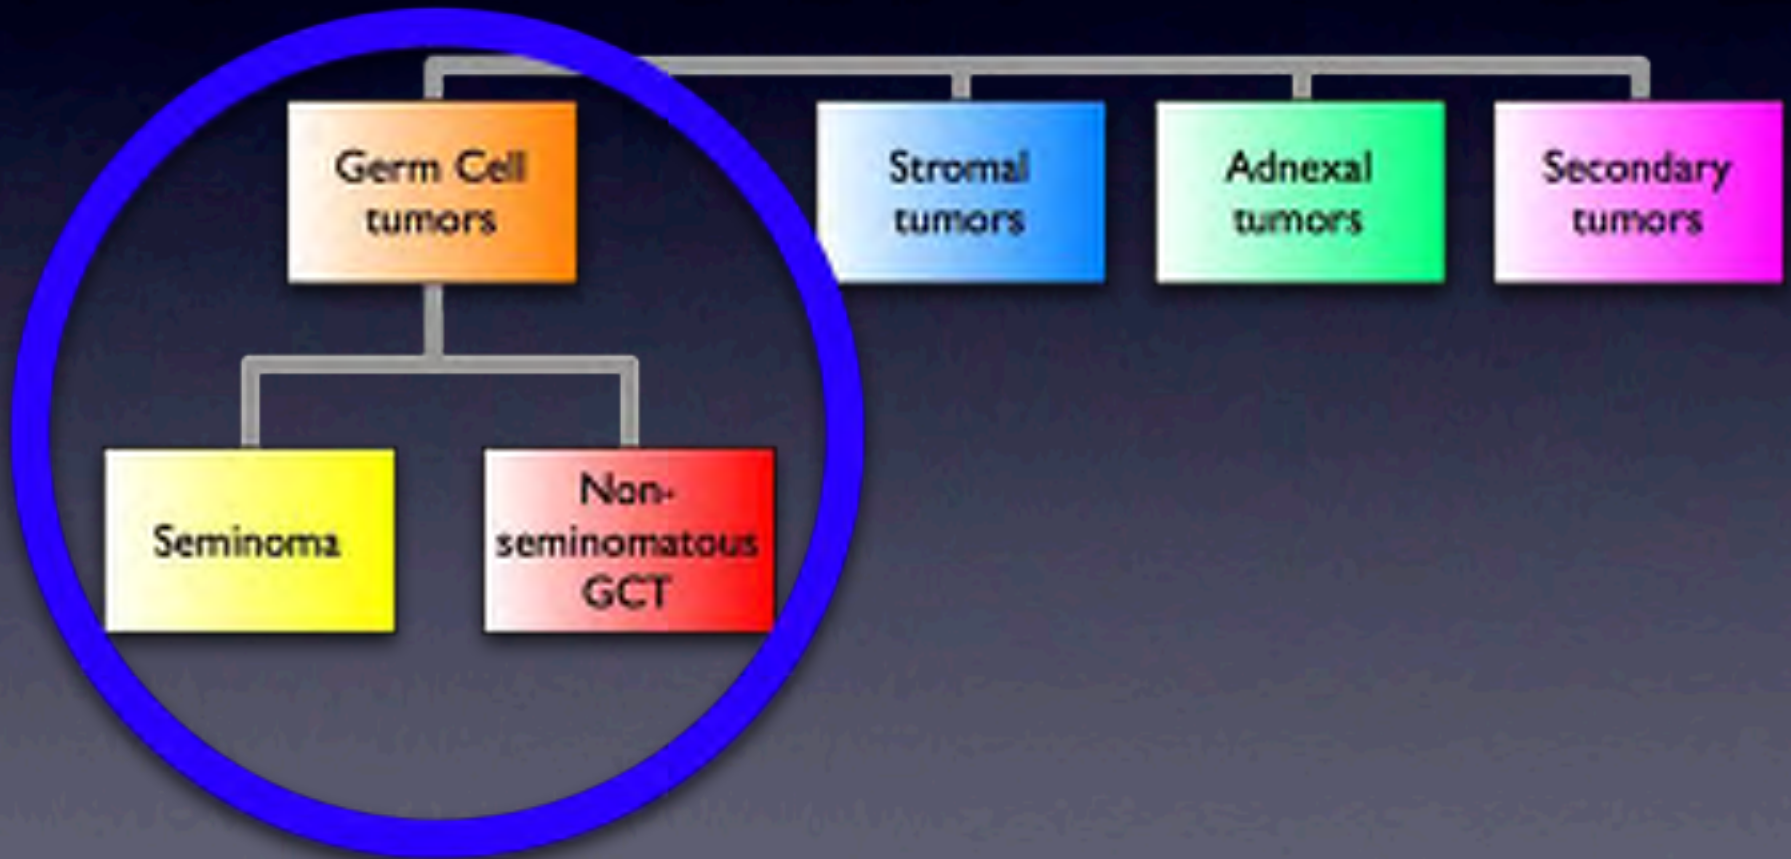 Germ Cell
tumors
Stromal
tumors
Adnexal
tumors
Secondary
tumors
Seminoma
Non-
seminomatous
GCT